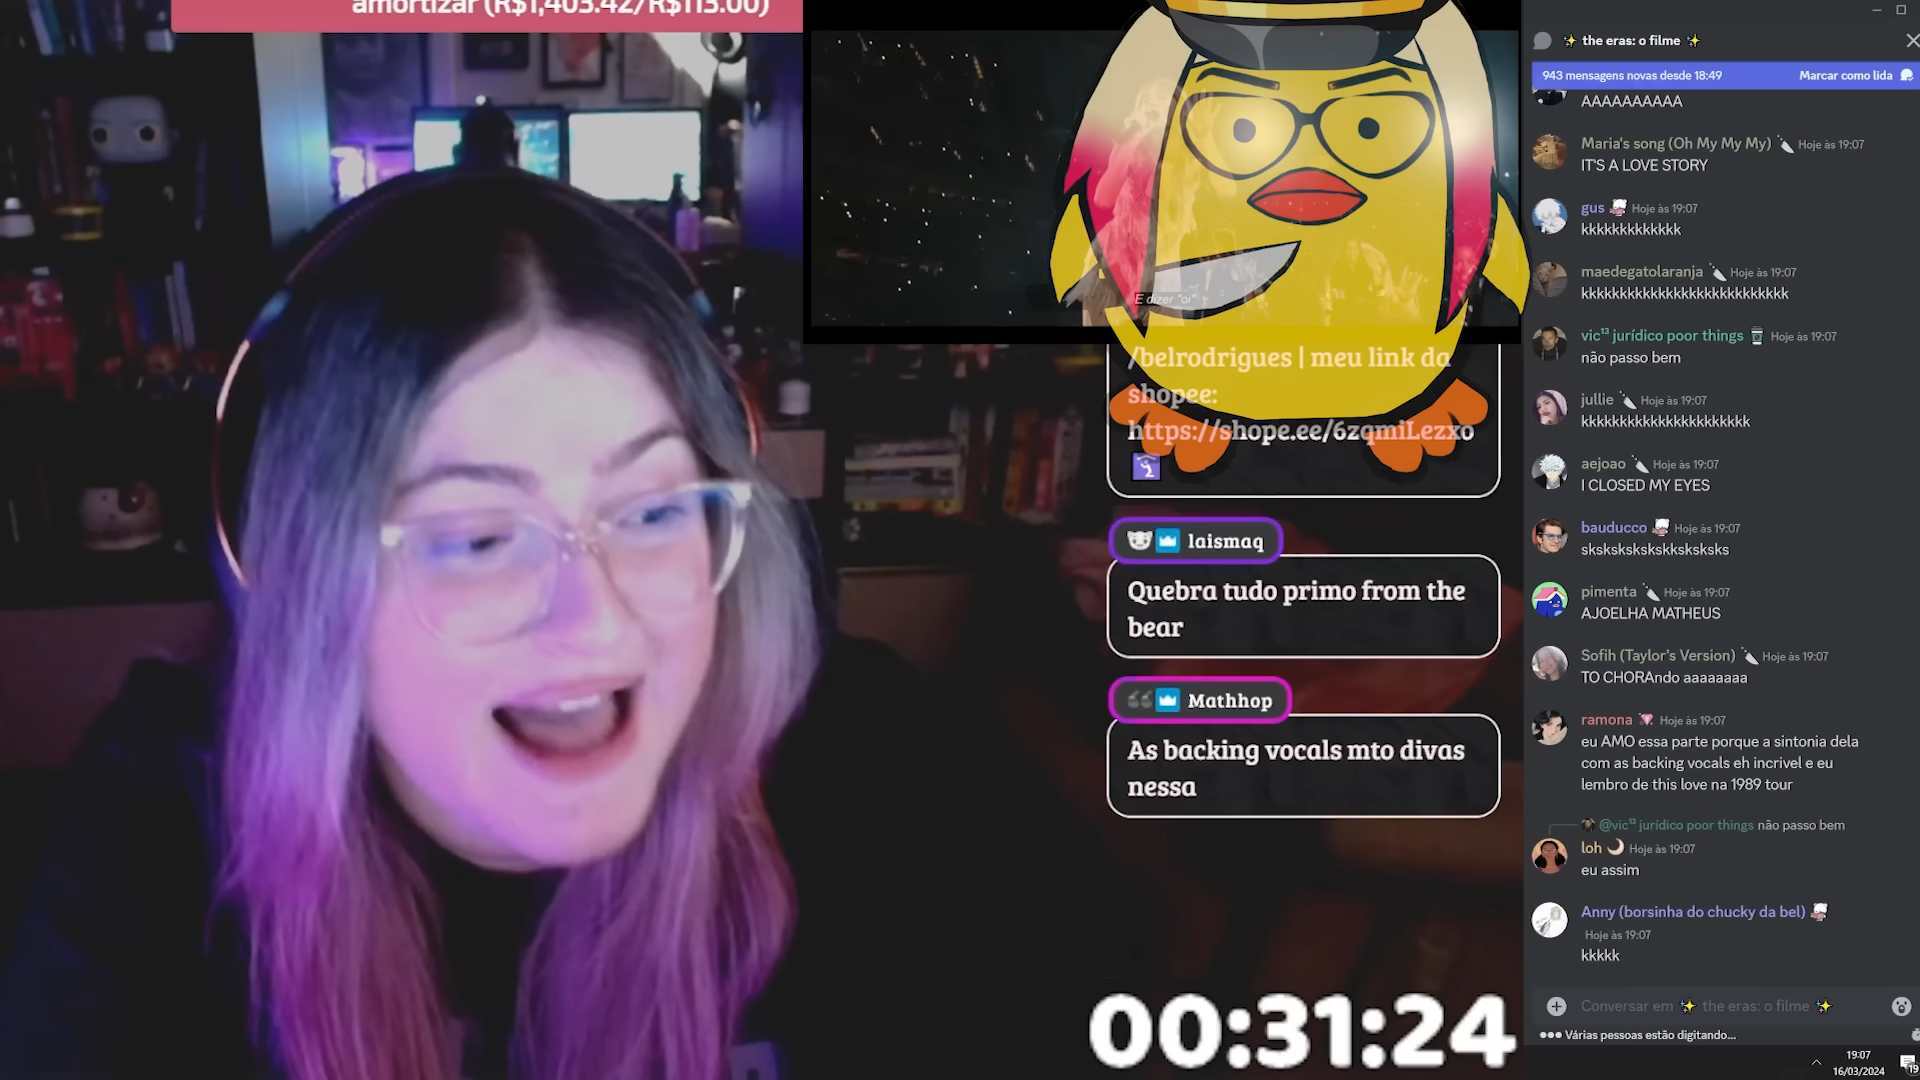 amortizar (R$1,403.42/R$113.00)
E dizer "oi"
/belrodrigues | meu link da
shopee:
https://shope.ee/6zqmiLezxo
laismaq
Quebra tudo primo from the
bear
Mathhop
As backing vocals mto divas
nessa
00:31:24
✨ the eras: o filme ✨
943 mensagens novas desde 18:49 Marcar como lida
AAAAAAAAAA
Maria's song (Oh My My My) Hoje às 19:07
IT'S A LOVE STORY
gus Hoje às 19:07
kkkkkkkkkkkkk
maedegatolaranja Hoje às 19:07
kkkkkkkkkkkkkkkkkkkkkkkkkkk
vic¹³ jurídico poor things Hoje às 19:07
não passo bem
jullie Hoje às 19:07
kkkkkkkkkkkkkkkkkkkkkk
aejoao Hoje às 19:07
I CLOSED MY EYES
bauducco Hoje às 19:07
skskskskskskksksksks
pimenta Hoje às 19:07
AJOELHA MATHEUS
Sofih (Taylor's Version) Hoje às 19:07
TO CHORAndo aaaaaaaa
ramona Hoje às 19:07
eu AMO essa parte porque a sintonia dela
com as backing vocals eh incrivel e eu
lembro de this love na 1989 tour
@vic¹³ jurídico poor things não passo bem
loh Hoje às 19:07
eu assim
Anny (borsinha do chucky da bel)
Hoje às 19:07
kkkkk
Conversar em ✨ the eras: o filme ✨
Várias pessoas estão digitando...
19:07
16/03/2024
19